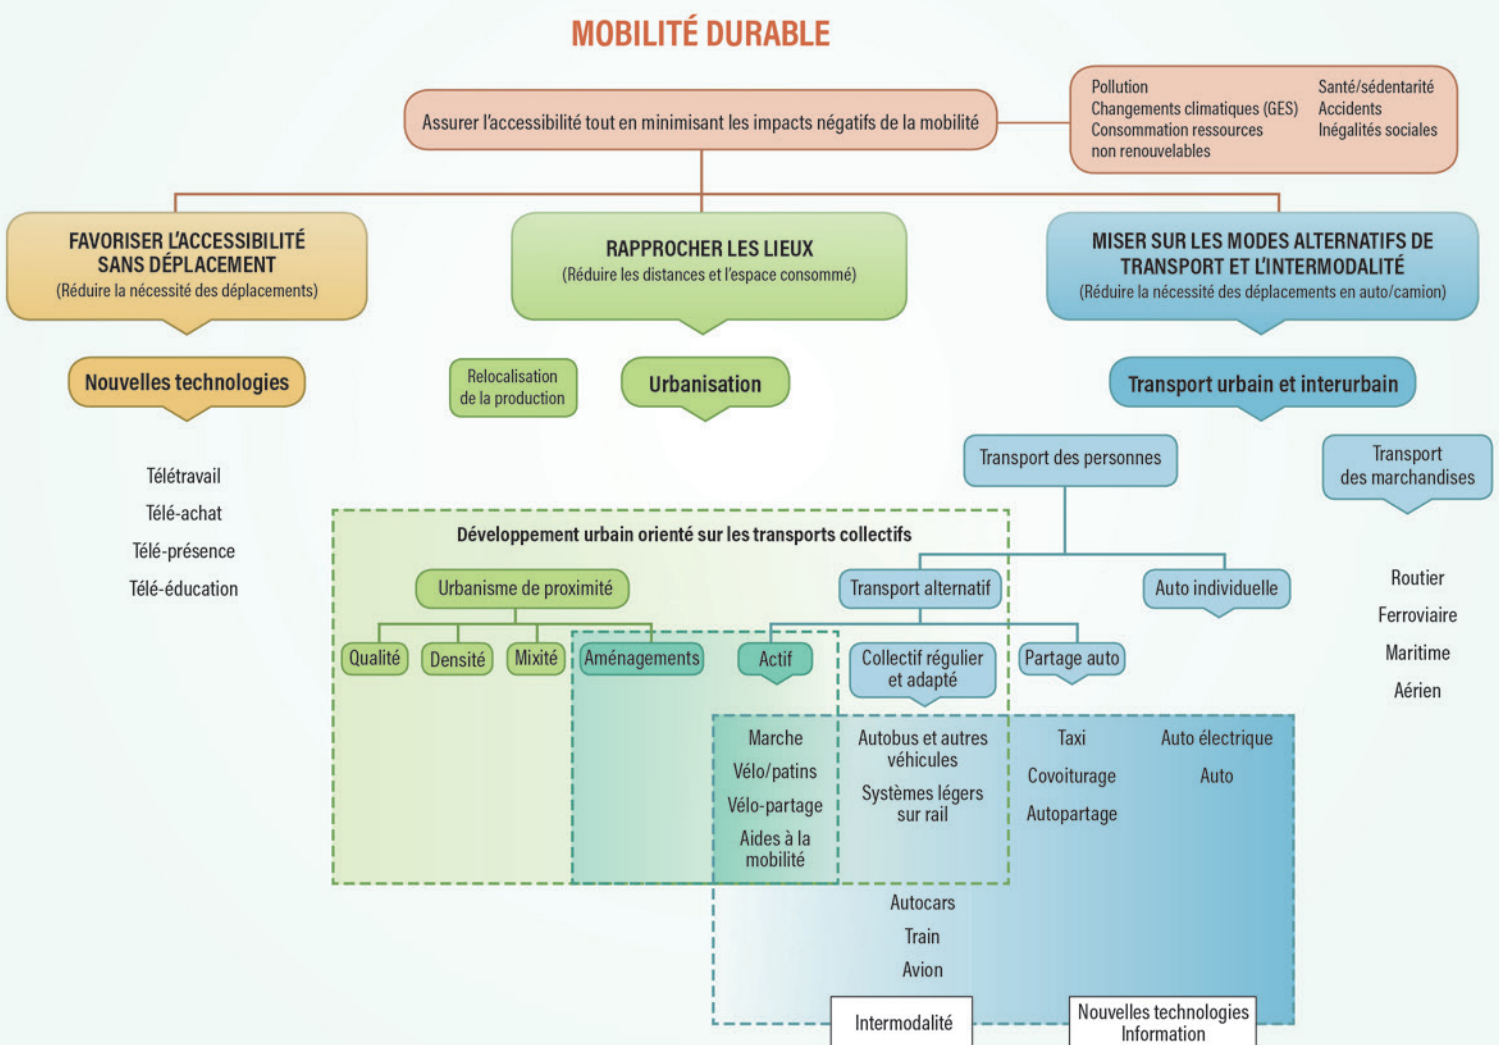 MOBILITÉ DURABLE
Assurer l'accessibilité tout en minimisant les impacts négatifs de la mobilité
Pollution
Changements climatiques (GES)
Consommation ressources
non renouvelables
Santé/sédentarité
Accidents
Inégalités sociales
FAVORISER L'ACCESSIBILITÉ
SANS DÉPLACEMENT
(Réduire la nécessité des déplacements)
RAPPROCHER LES LIEUX
(Réduire les distances et l'espace consommé)
MISER SUR LES MODES ALTERNATIFS DE
TRANSPORT ET L'INTERMODALITÉ
(Réduire la nécessité des déplacements en auto/camion)
Nouvelles technologies
Relocalisation
de la production
Urbanisation
Transport urbain et interurbain
Télétravail
Télé-achat
Télé-présence
Télé-éducation
Transport des personnes
Transport
des marchandises
Développement urbain orienté sur les transports collectifs
Urbanisme de proximité
Transport alternatif
Auto individuelle
Routier
Ferroviaire
Maritime
Aérien
Qualité
Densité
Mixité
Aménagements
Actif
Collectif régulier
et adapté
Partage auto
Marche
Vélo/patins
Vélo-partage
Aides à la
mobilité
Autobus et autres
véhicules
Systèmes légers
sur rail
Taxi
Covoiturage
Autopartage
Auto électrique
Auto
Autocars
Train
Avion
Intermodalité
Nouvelles technologies
Information